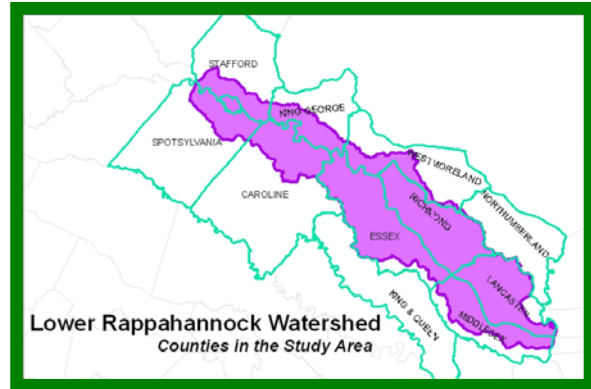 STAFFORD
KING GEORGE
SPOTSYLVANIA
WESTMORELAND
CAROLINE
RICHMOND
NORTHUMBERLAND
ESSEX
LANCASTER
KING & QUEEN
MIDDLESEX
Lower Rappahannock Watershed
Counties in the Study Area